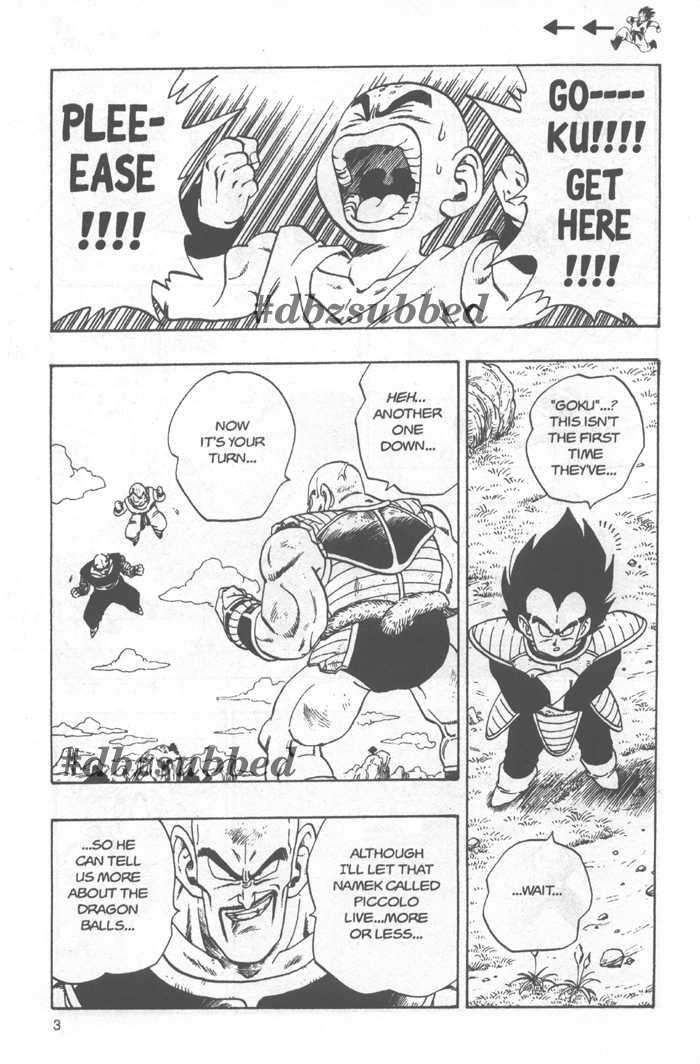 GO----
KU!!!!
GET
HERE
!!!!
PLEE-
EASE
!!!!
#dbzsubbed
"GOKU"...?
THIS ISN'T
THE FIRST
TIME
THEY'VE...
...WAIT...
HEH...
ANOTHER
ONE
DOWN...
NOW
IT'S YOUR
TURN...
#dbzsubbed
ALTHOUGH
I'LL LET THAT
NAMEK CALLED
PICCOLO
LIVE...MORE
OR LESS...
...SO HE
CAN TELL
US MORE
ABOUT THE
DRAGON
BALLS...
3